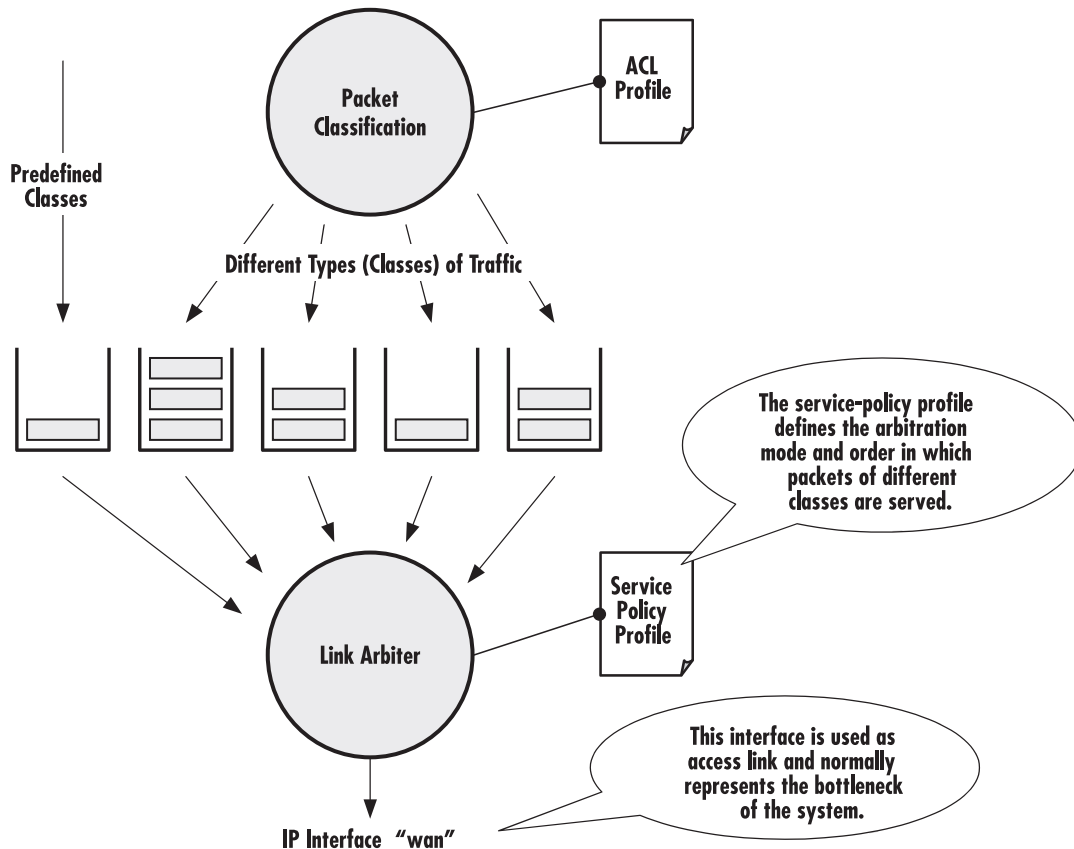 Packet
Classification
ACL
Profile
Predefined
Classes
Different Types (Classes) of Traffic
The service-policy profile
defines the arbitration
mode and order in which
packets of different
classes are served.
Service
Policy
Profile
Link Arbiter
This interface is used as
access link and normally
represents the bottleneck
of the system.
IP Interface "wan"